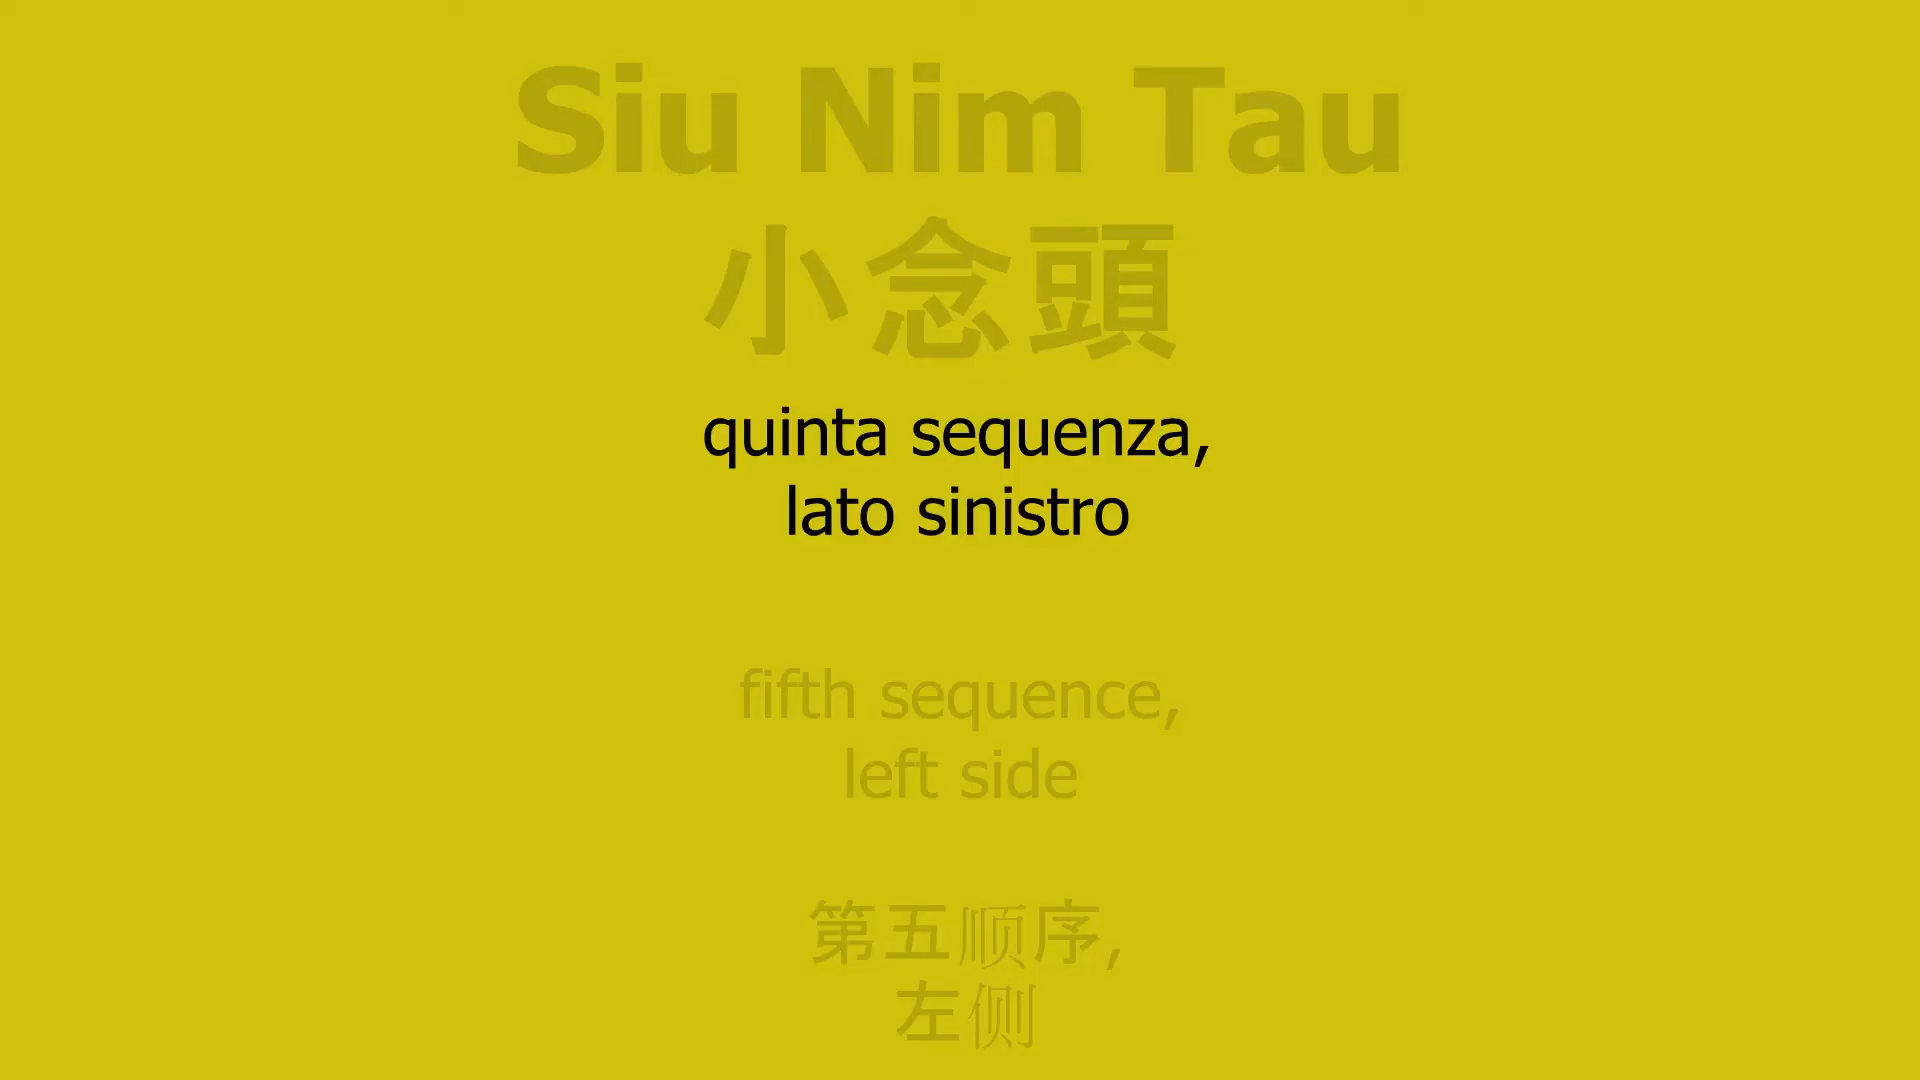 Siu Nim Tau
小念頭
quinta sequenza,
lato sinistro
fifth sequence,
left side
第五顺序,
左侧